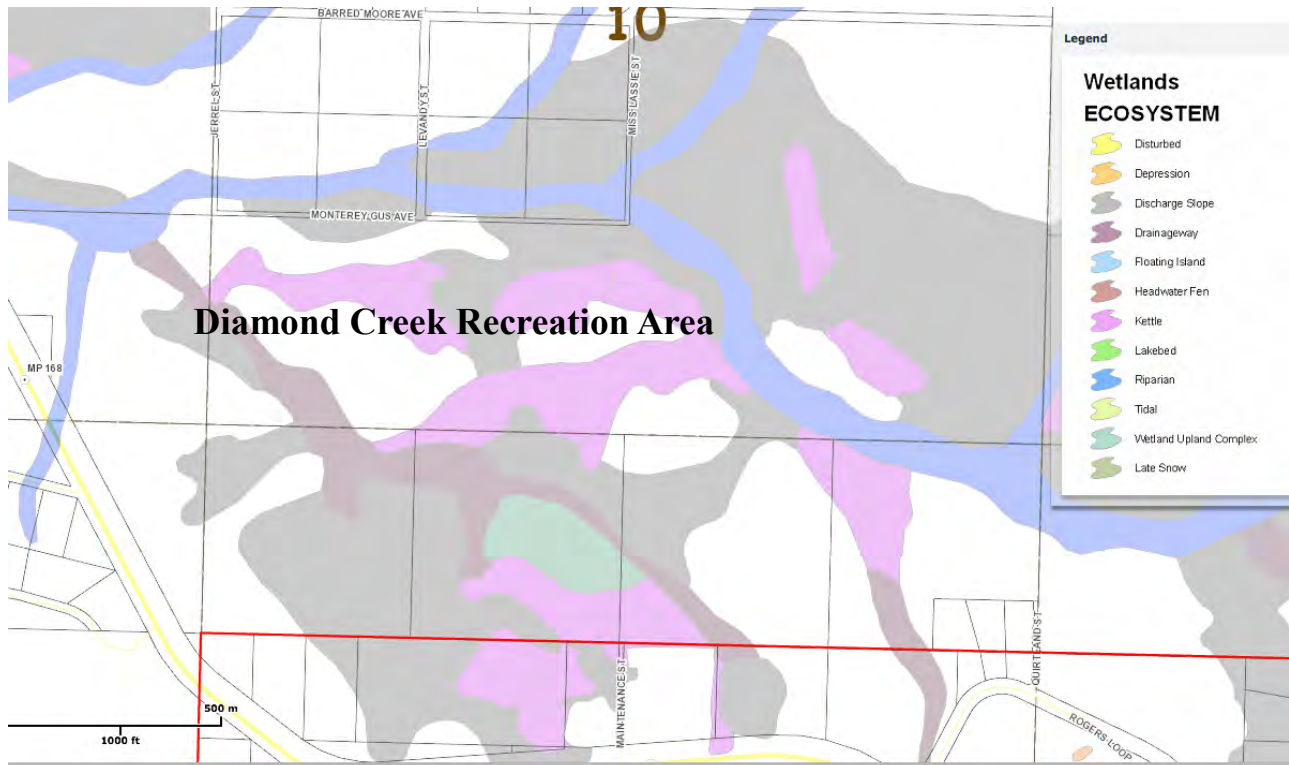 BARRED MOORE AVE
10
JERREL ST
LEVANDY ST
MISS LASSIE ST
MONTEREY GUS AVE
Diamond Creek Recreation Area
MP 168
MAINTENANCE ST
QUIRTLAND ST
ROGERS LOOP
500 m
1000 ft
Legend
Wetlands
ECOSYSTEM
Disturbed
Depression
Discharge Slope
Drainageway
Floating Island
Headwater Fen
Kettle
Lakebed
Riparian
Tidal
Wetland Upland Complex
Late Snow